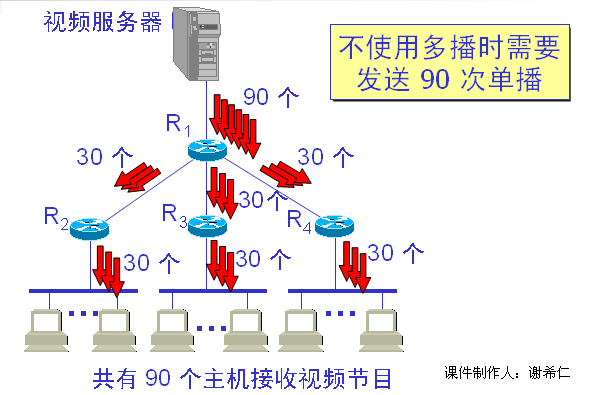 视频服务器
不使用多播时需要
发送 90 次单播
90 个
R1
30 个
30 个
R2
30 个
R3
R4
30 个
30 个
30 个
共有 90 个主机接收视频节目
课件制作人：谢希仁